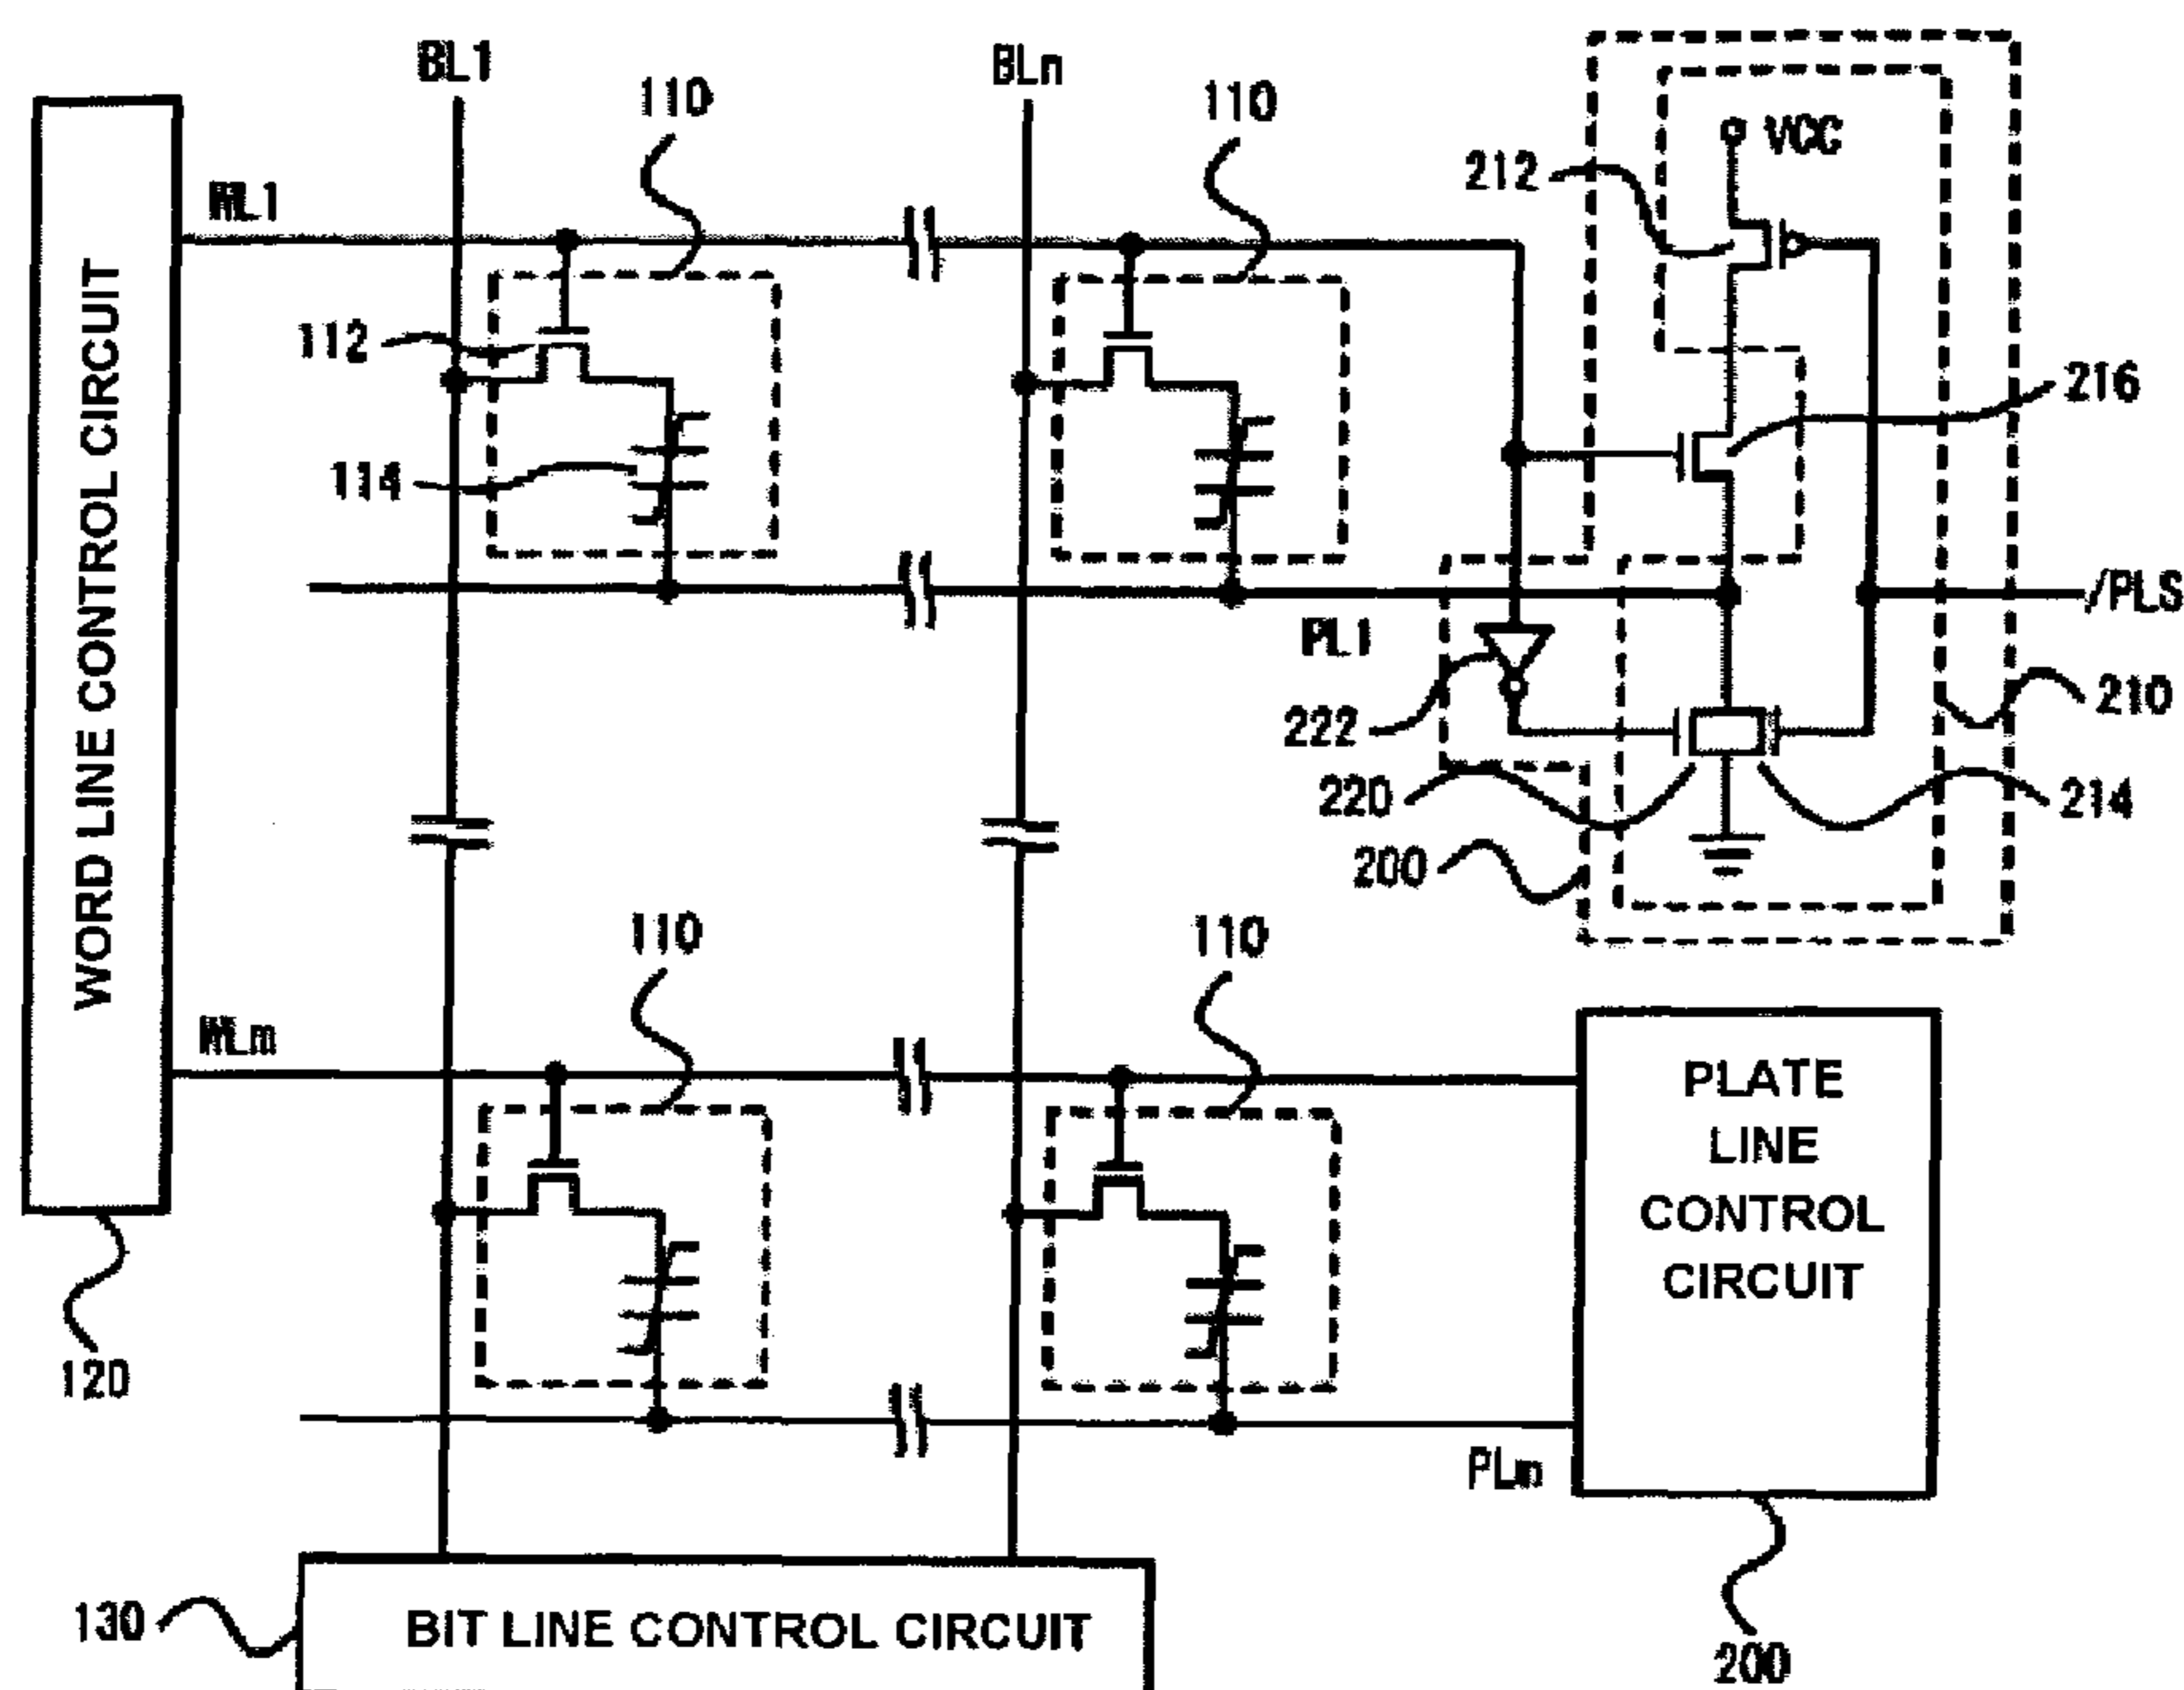 BL1
BLn
110
110
VCC
212
WL1
112
216
114
WORD LINE CONTROL CIRCUIT
/PLS
PL1
210
222
220
214
200
110
110
WLm
PLATE
LINE
CONTROL
CIRCUIT
120
PLm
130
BIT LINE CONTROL CIRCUIT
200